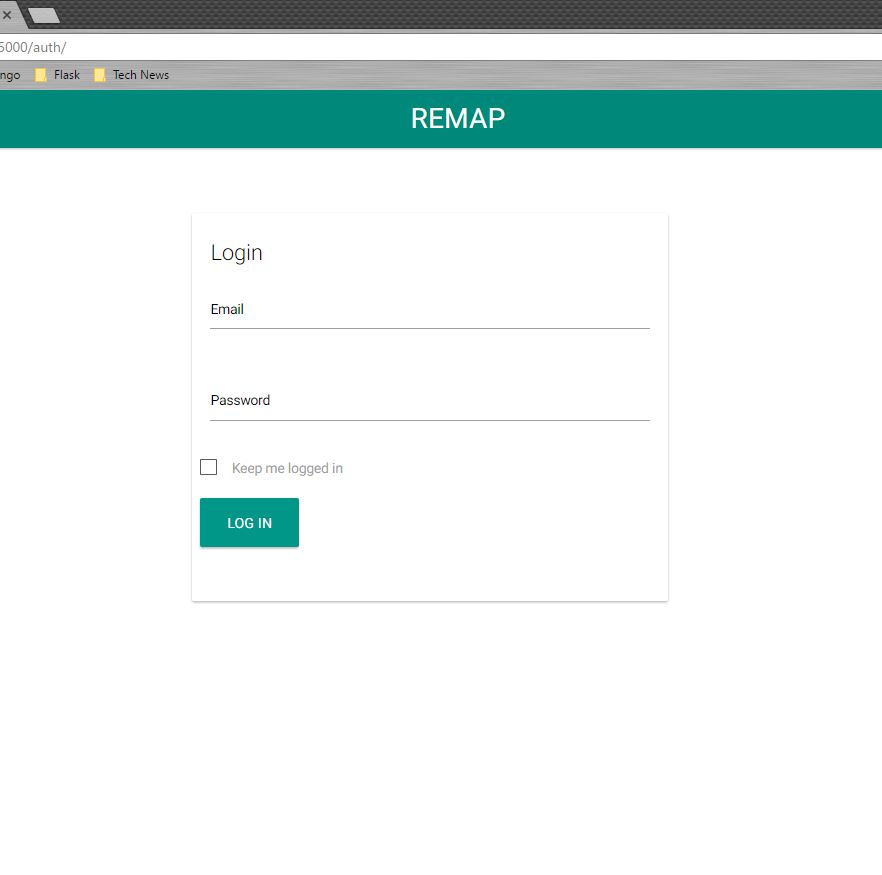 5000/auth/
ngo Flask Tech News
REMAP
Login
Email
Password
Keep me logged in
LOG IN